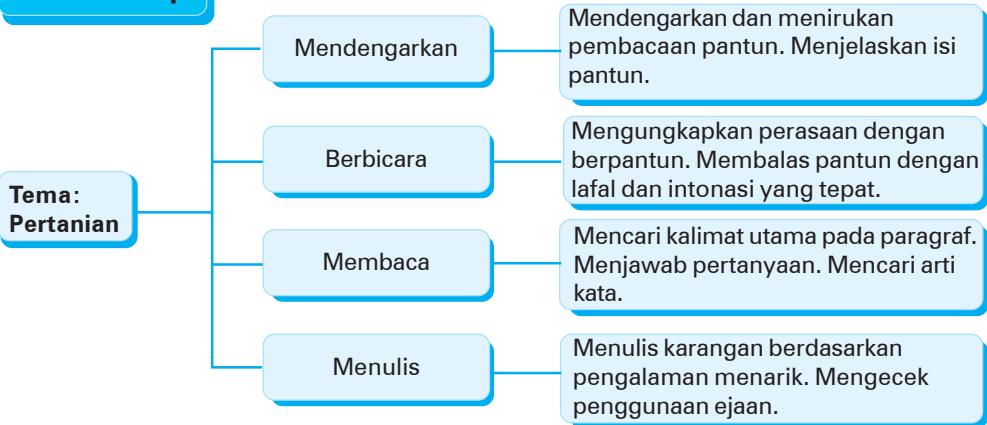 Tema:
Pertanian
Mendengarkan
Mendengarkan dan menirukan
pembacaan pantun. Menjelaskan isi
pantun.
Berbicara
Mengungkapkan perasaan dengan
berpantun. Membalas pantun dengan
lafal dan intonasi yang tepat.
Membaca
Mencari kalimat utama pada paragraf.
Menjawab pertanyaan. Mencari arti
kata.
Menulis
Menulis karangan berdasarkan
pengalaman menarik. Mengecek
penggunaan ejaan.